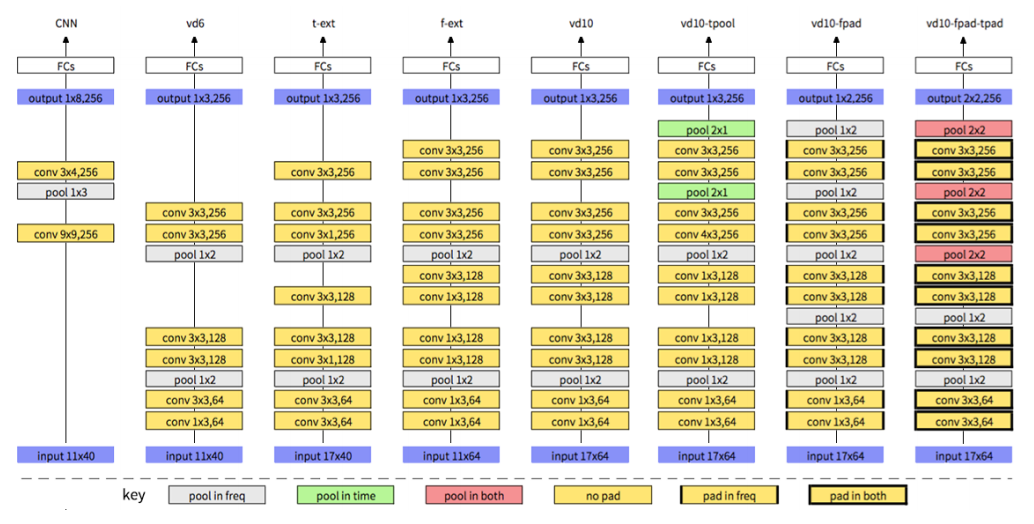 CNN vd6 t-ext f-ext vd10 vd10-tpool vd10-fpad vd10-fpad-tpad
FCs FCs FCs FCs FCs FCs FCs FCs
output 1x8,256 output 1x3,256 output 1x3,256 output 1x3,256 output 1x3,256 output 1x3,256 output 1x2,256 output 2x2,256
pool 2x1 pool 1x2 pool 2x2
conv 3x3,256 conv 3x3,256 conv 3x3,256 conv 3x3,256 conv 3x3,256
conv 3x4,256 conv 3x3,256 conv 3x3,256 conv 3x3,256 conv 3x3,256 conv 3x3,256 conv 3x3,256
pool 1x3 pool 2x1 pool 1x2 pool 2x2
conv 3x3,256 conv 3x3,256 conv 3x3,256 conv 3x3,256 conv 3x3,256 conv 3x3,256 conv 3x3,256
conv 9x9,256 conv 3x3,256 conv 3x1,256 conv 3x3,256 conv 3x3,256 conv 4x3,256 conv 3x3,256 conv 3x3,256
pool 1x2 pool 1x2 pool 1x2 pool 1x2 pool 1x2 pool 1x2 pool 2x2
conv 3x3,128 conv 3x3,128 conv 1x3,128 conv 3x3,128 conv 3x3,128
conv 3x3,128 conv 1x3,128 conv 3x3,128 conv 1x3,128 conv 3x3,128 conv 3x3,128
pool 1x2 pool 1x2
conv 3x3,128 conv 3x3,128 conv 1x3,128 conv 1x3,128 conv 1x3,128 conv 3x3,128 conv 3x3,128
conv 3x3,128 conv 3x1,128 conv 1x3,128 conv 1x3,128 conv 1x3,128 conv 3x3,128 conv 3x3,128
pool 1x2 pool 1x2 pool 1x2 pool 1x2 pool 1x2 pool 1x2 pool 1x2
conv 3x3,64 conv 3x3,64 conv 1x3,64 conv 1x3,64 conv 1x3,64 conv 1x3,64 conv 3x3,64
conv 1x3,64 conv 3x3,64 conv 1x3,64 conv 1x3,64 conv 1x3,64 conv 1x3,64 conv 3x3,64
input 11x40 input 11x40 input 17x40 input 11x64 input 17x64 input 17x64 input 17x64 input 17x64
key pool in freq pool in time pool in both no pad pad in freq pad in both